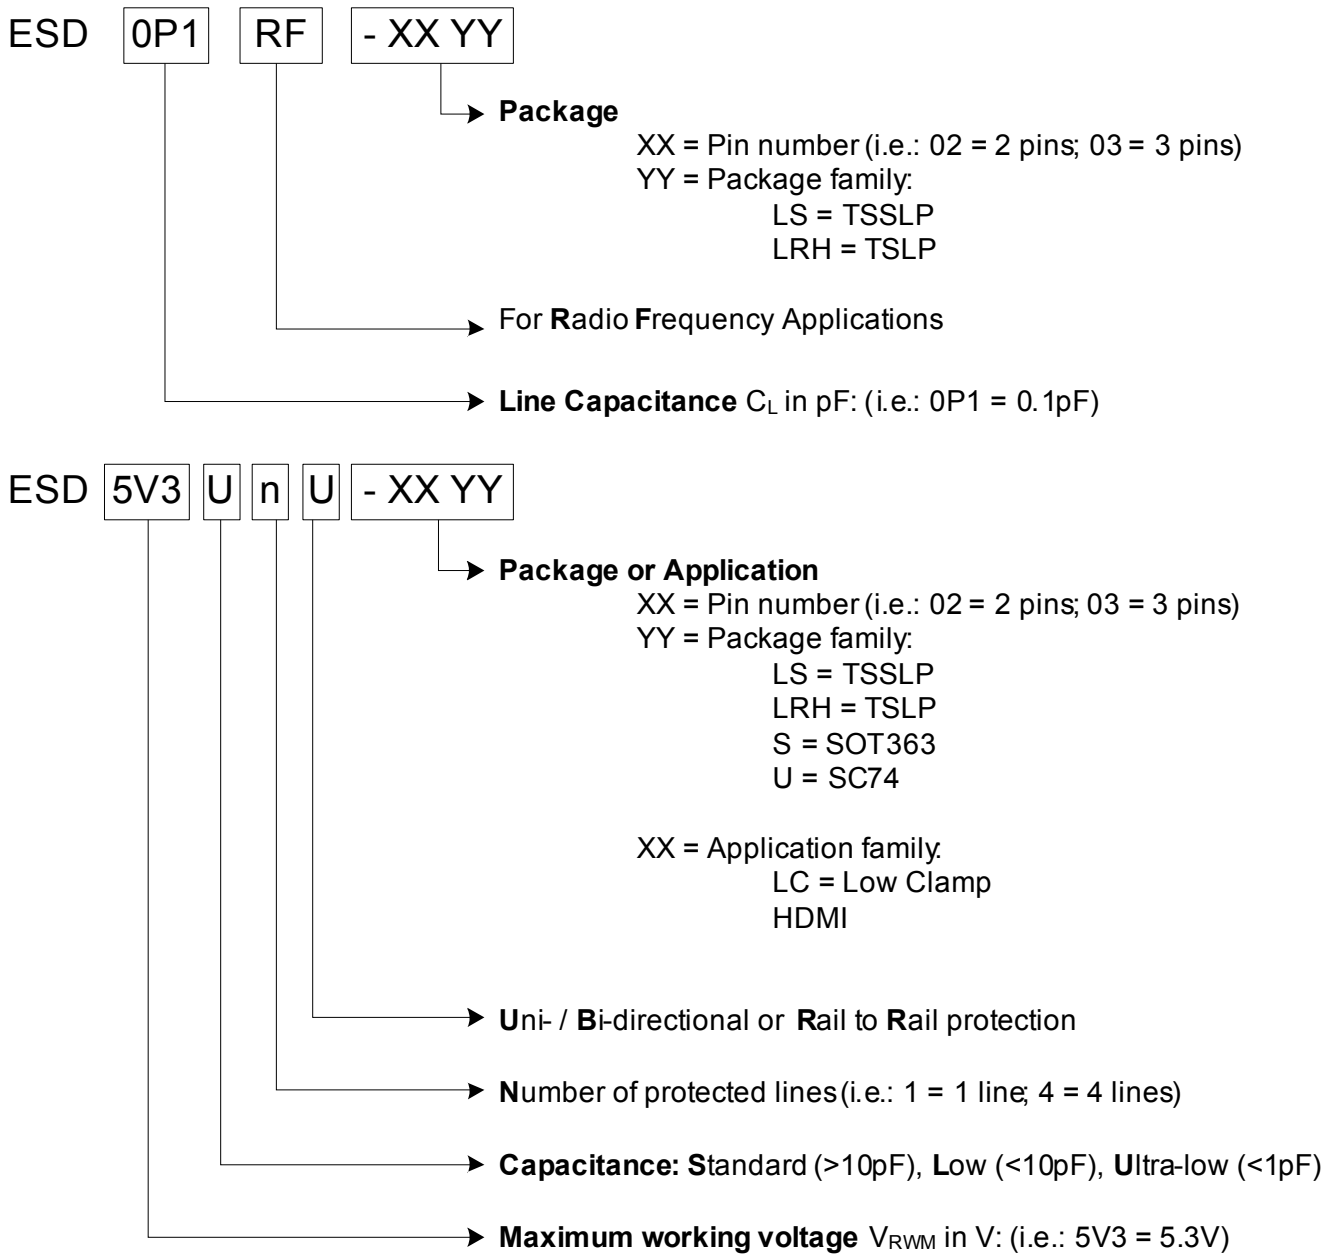 ESD 0P1 RF - XX YY
Package
XX = Pin number (i.e.: 02 = 2 pins; 03 = 3 pins)
YY = Package family:
LS = TSSLP
LRH = TSLP
For Radio Frequency Applications
Line Capacitance CL in pF: (i.e.: 0P1 = 0.1pF)
ESD 5V3 U n U - XX YY
Package or Application
XX = Pin number (i.e.: 02 = 2 pins; 03 = 3 pins)
YY = Package family:
LS = TSSLP
LRH = TSLP
S = SOT363
U = SC74
XX = Application family:
LC = Low Clamp
HDMI
Uni- / Bi-directional or Rail to Rail protection
Number of protected lines (i.e.: 1 = 1 line; 4 = 4 lines)
Capacitance: Standard (>10pF), Low (<10pF), Ultra-low (<1pF)
Maximum working voltage VRWM in V: (i.e.: 5V3 = 5.3V)